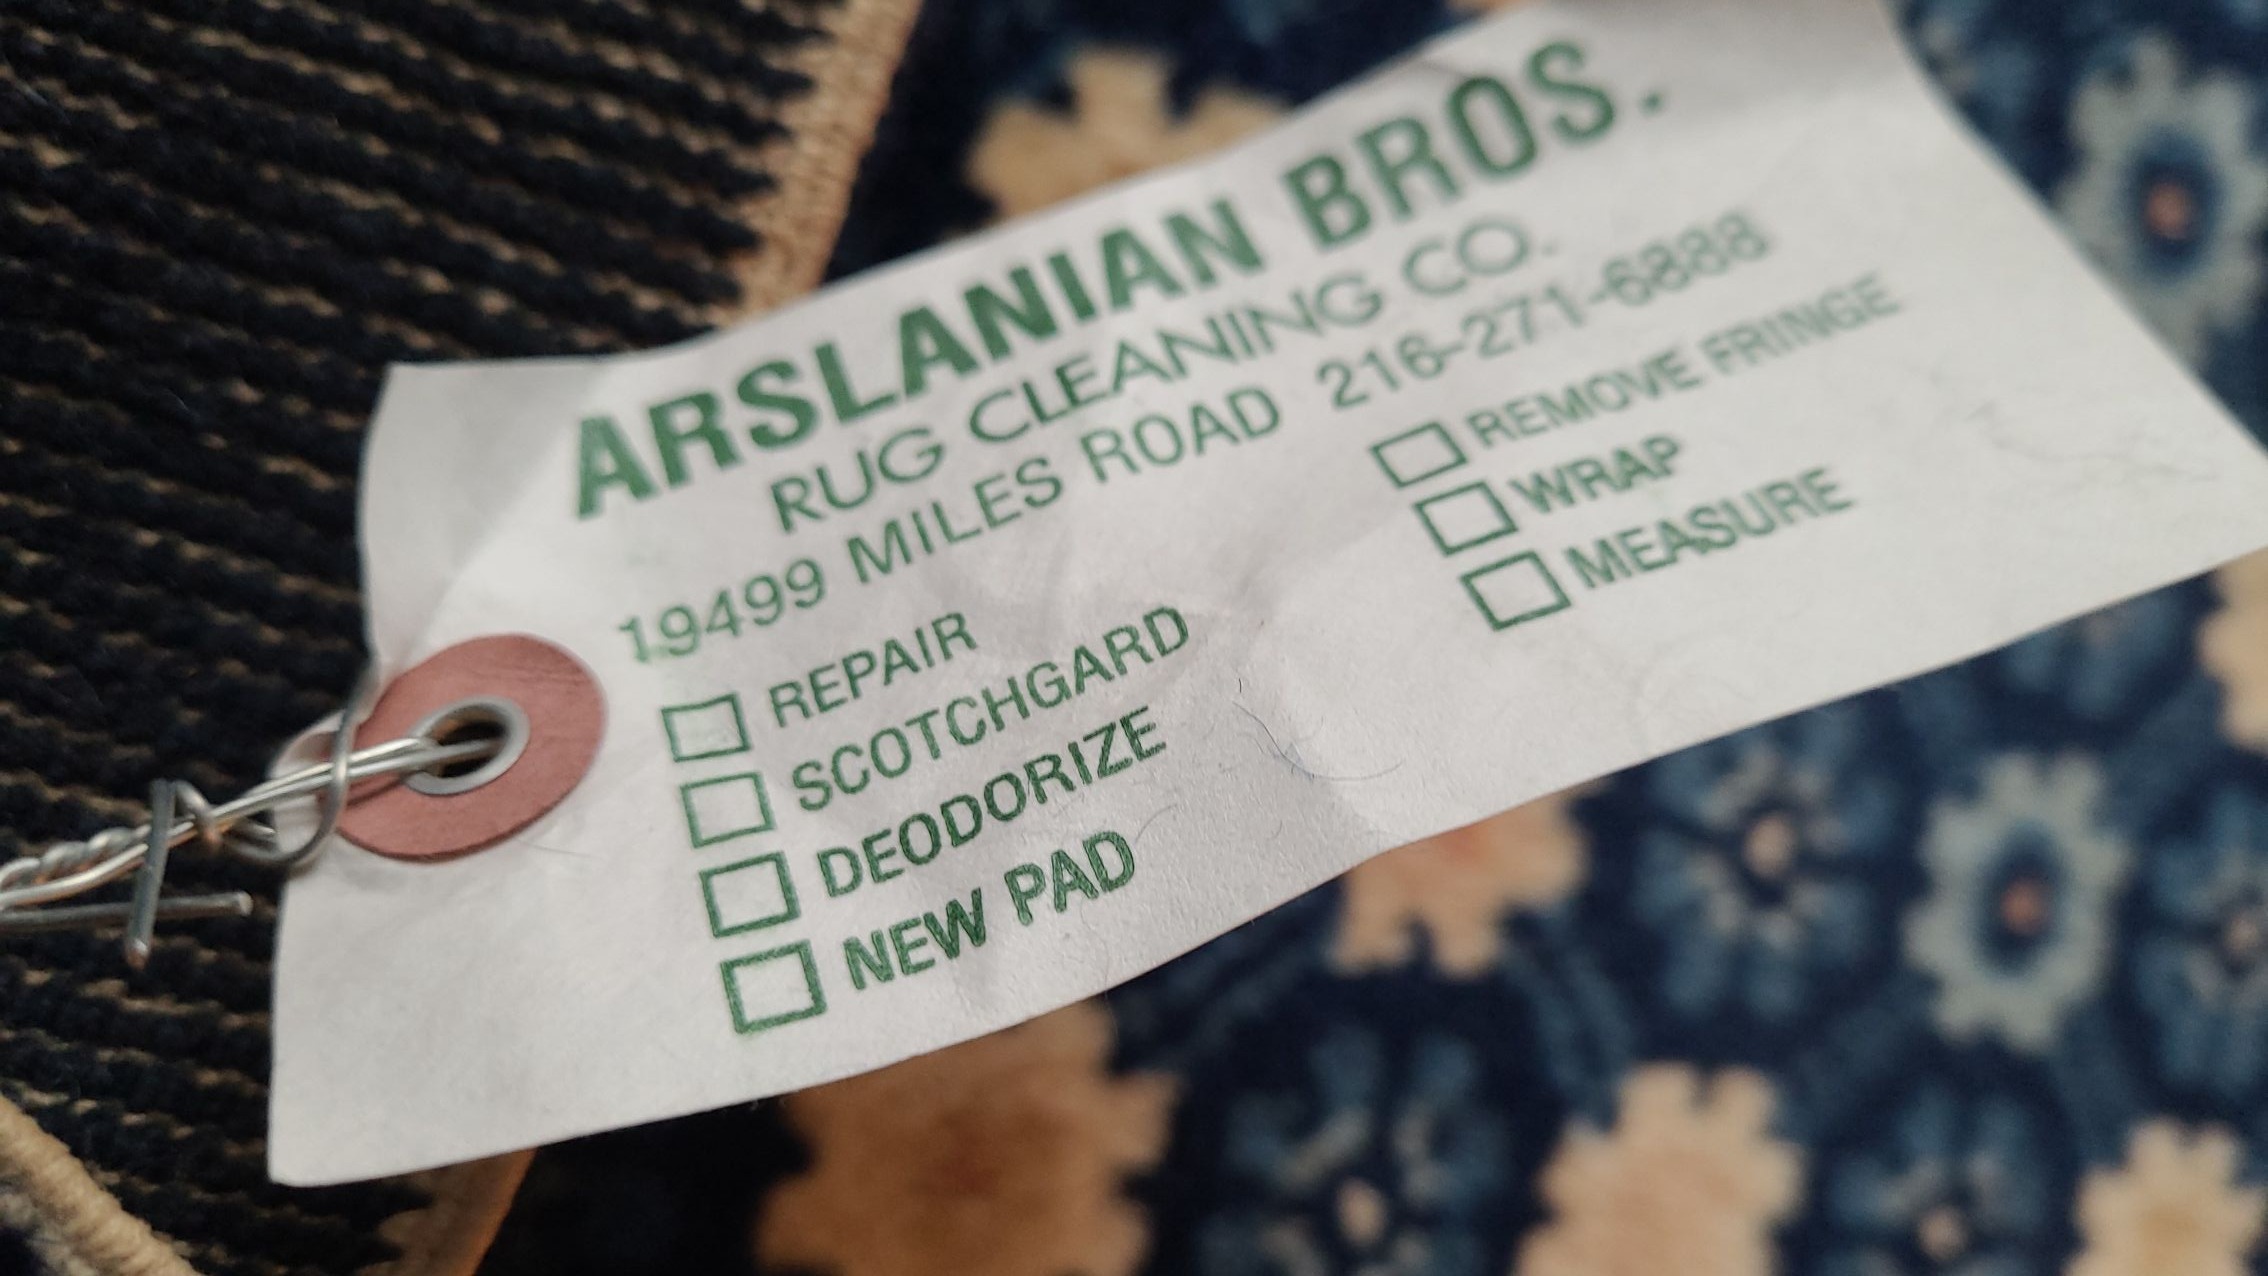 ARSLANIAN BROS.
RUG CLEANING CO.
19499 MILES ROAD 216-271-6888
REPAIR
SCOTCHGARD
DEODORIZE
NEW PAD
REMOVE FRINGE
WRAP
MEASURE